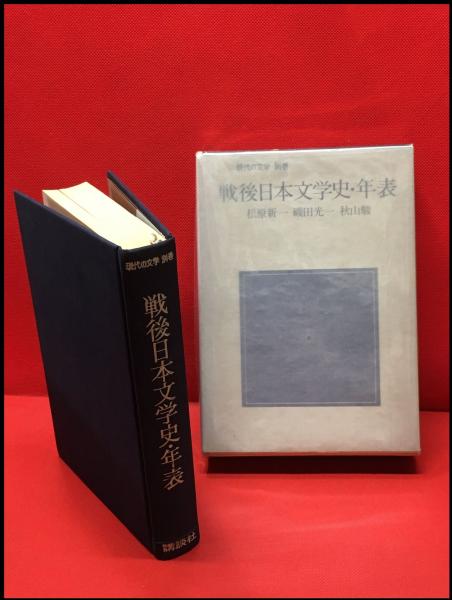 現代の文学 別巻
戦後日本文学史・年表
松原新一 磯田光一 秋山駿
現代の文学 別巻
戦後日本文学史・年表
講談社